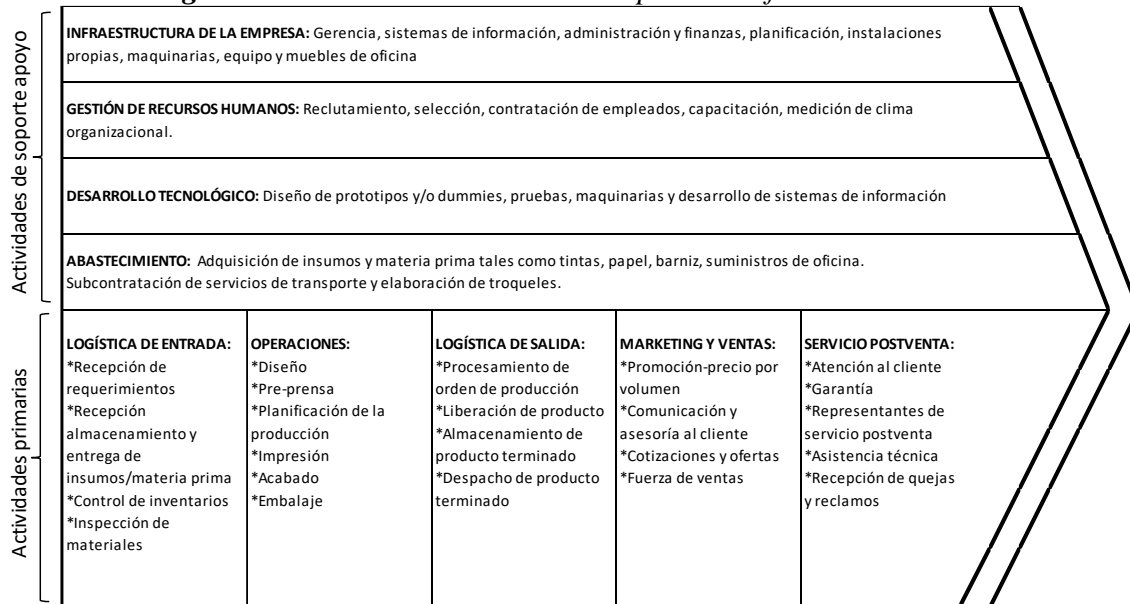 Actividades de soporte apoyo
INFRAESTRUCTURA DE LA EMPRESA: Gerencia, sistemas de información, administración y finanzas, planificación, instalaciones
propias, maquinarias, equipo y muebles de oficina
GESTIÓN DE RECURSOS HUMANOS: Reclutamiento, selección, contratación de empleados, capacitación, medición de clima
organizacional.
DESARROLLO TECNOLÓGICO: Diseño de prototipos y/o dummies, pruebas, maquinarias y desarrollo de sistemas de información
ABASTECIMIENTO: Adquisición de insumos y materia prima tales como tintas, papel, barniz, suministros de oficina.
Subcontratación de servicios de transporte y elaboración de troqueles.
Actividades primarias
LOGÍSTICA DE ENTRADA:
*Recepción de
requerimientos
*Recepción
almacenamiento y
entrega de
insumos/materia prima
*Control de inventarios
*Inspección de
materiales
OPERACIONES:
*Diseño
*Pre-prensa
*Planificación de la
producción
*Impresión
*Acabado
*Embalaje
LOGÍSTICA DE SALIDA:
*Procesamiento de
orden de producción
*Liberación de producto
*Almacenamiento de
producto terminado
*Despacho de producto
terminado
MARKETING Y VENTAS:
*Promoción-precio por
volumen
*Comunicación y
asesoría al cliente
*Cotizaciones y ofertas
*Fuerza de ventas
SERVICIO POSTVENTA:
*Atención al cliente
*Garantía
*Representantes de
servicio postventa
*Asistencia técnica
*Recepción de quejas
y reclamos